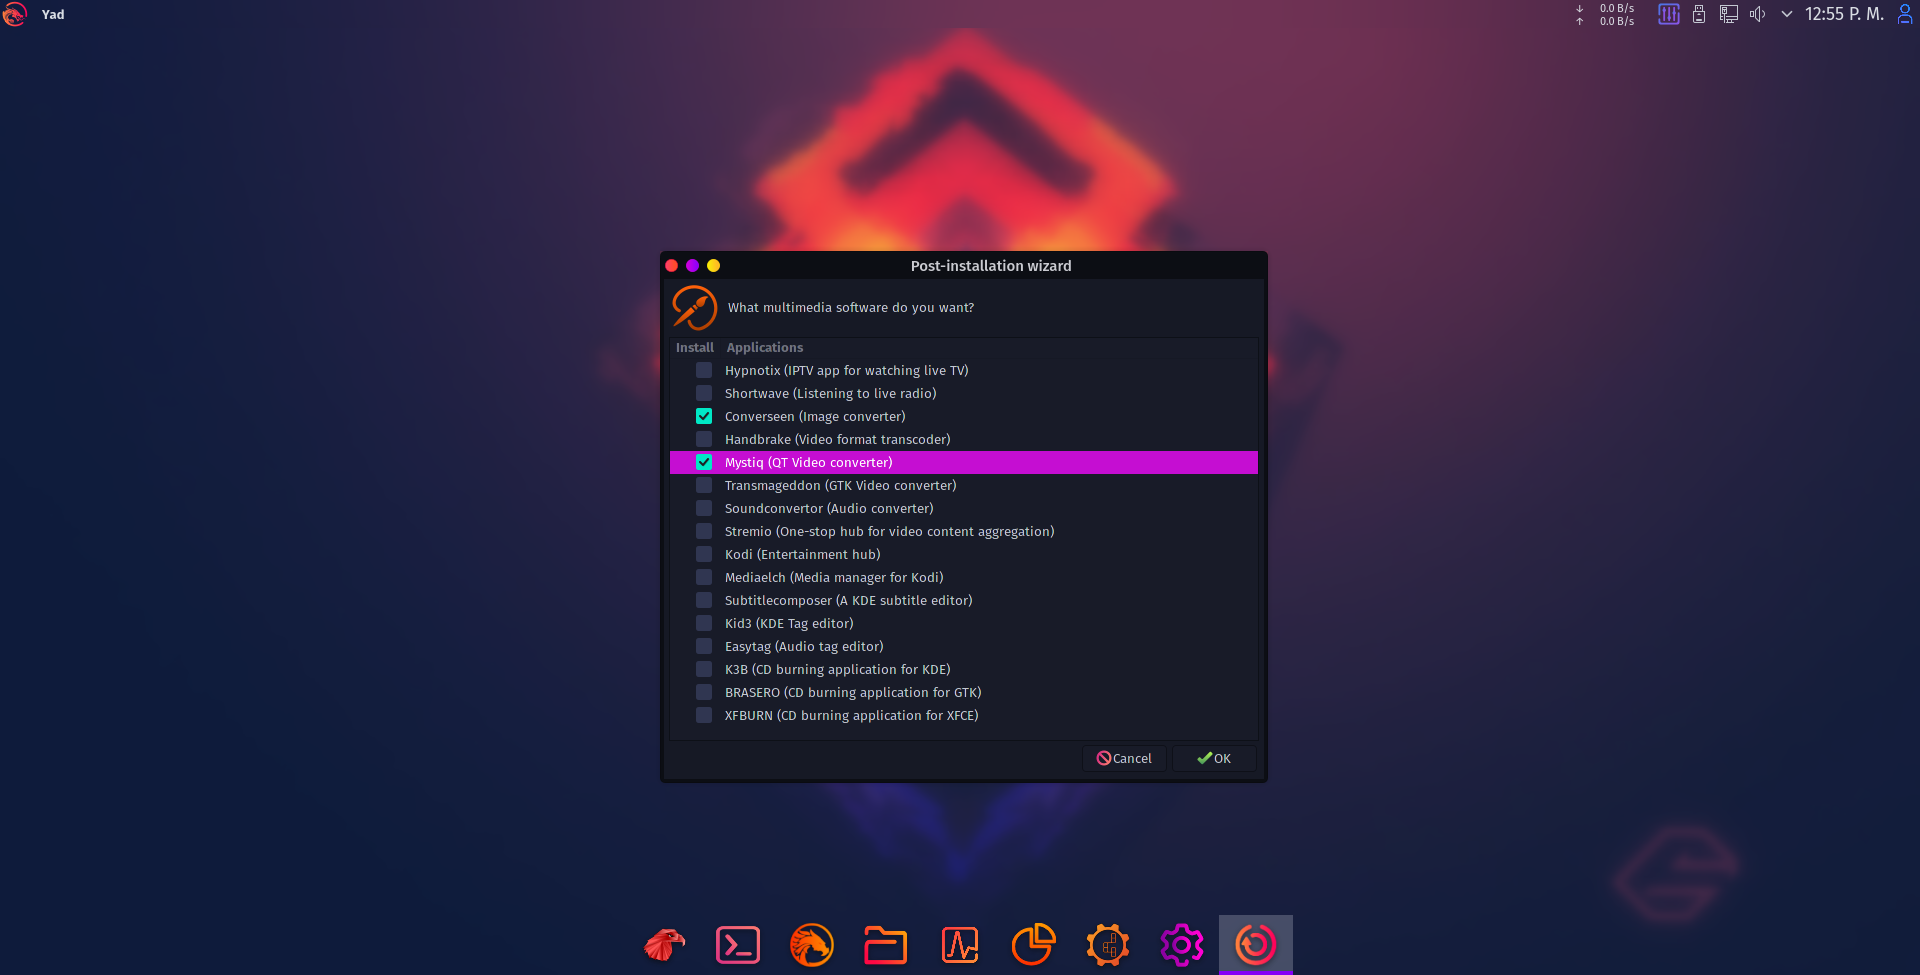 Yad
0.0 B/s
0.0 B/s
12:55 P. M.
Post-installation wizard
What multimedia software do you want?
Install Applications
Hypnotix (IPTV app for watching live TV)
Shortwave (Listening to live radio)
Converseen (Image converter)
Handbrake (Video format transcoder)
Mystiq (QT Video converter)
Transmageddon (GTK Video converter)
Soundconvertor (Audio converter)
Stremio (One-stop hub for video content aggregation)
Kodi (Entertainment hub)
Mediaelch (Media manager for Kodi)
Subtitlecomposer (A KDE subtitle editor)
Kid3 (KDE Tag editor)
Easytag (Audio tag editor)
K3B (CD burning application for KDE)
BRASERO (CD burning application for GTK)
XFBURN (CD burning application for XFCE)
Cancel OK